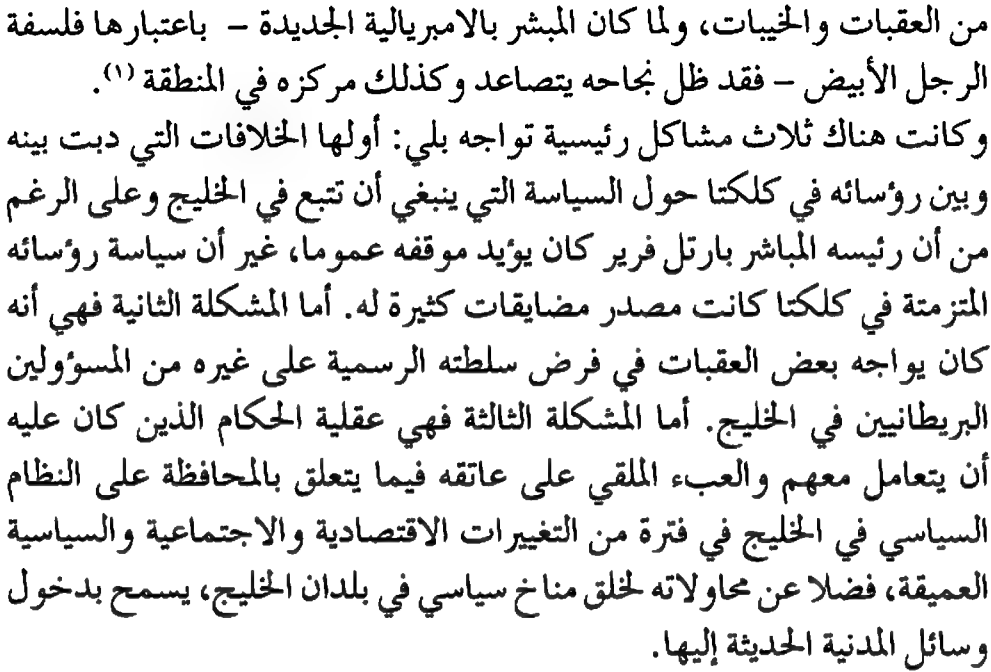 من العقبات والخيبات، ولما كان المبشر بالامبريالية الجديدة – باعتبارها فلسفة
الرجل الأبيض – فقد ظل نجاحه يتصاعد وكذلك مركزه في المنطقة (١).
وكانت هناك ثلاث مشاكل رئيسية تواجه بلي: أولها الخلافات التي دبت بينه
وبين رؤسائه في كلكتا حول السياسة التي ينبغي أن تتبع في الخليج وعلى الرغم
من أن رئيسه المباشر بارتل فرير كان يؤيد موقفه عموما، غير أن سياسة رؤسائه
المتزمتة في كلكتا كانت مصدر مضايقات كثيرة له. أما المشكلة الثانية فهي أنه
كان يواجه بعض العقبات في فرض سلطته الرسمية على غيره من المسؤولين
البريطانيين في الخليج. أما المشكلة الثالثة فهي عقلية الحكام الذين كان عليه
أن يتعامل معهم والعبء الملقي على عاتقه فيما يتعلق بالمحافظة على النظام
السياسي في الخليج في فترة من التغييرات الاقتصادية والاجتماعية والسياسية
العميقة، فضلا عن محاولاته لخلق مناخ سياسي في بلدان الخليج، يسمح بدخول
وسائل المدنية الحديثة إليها.